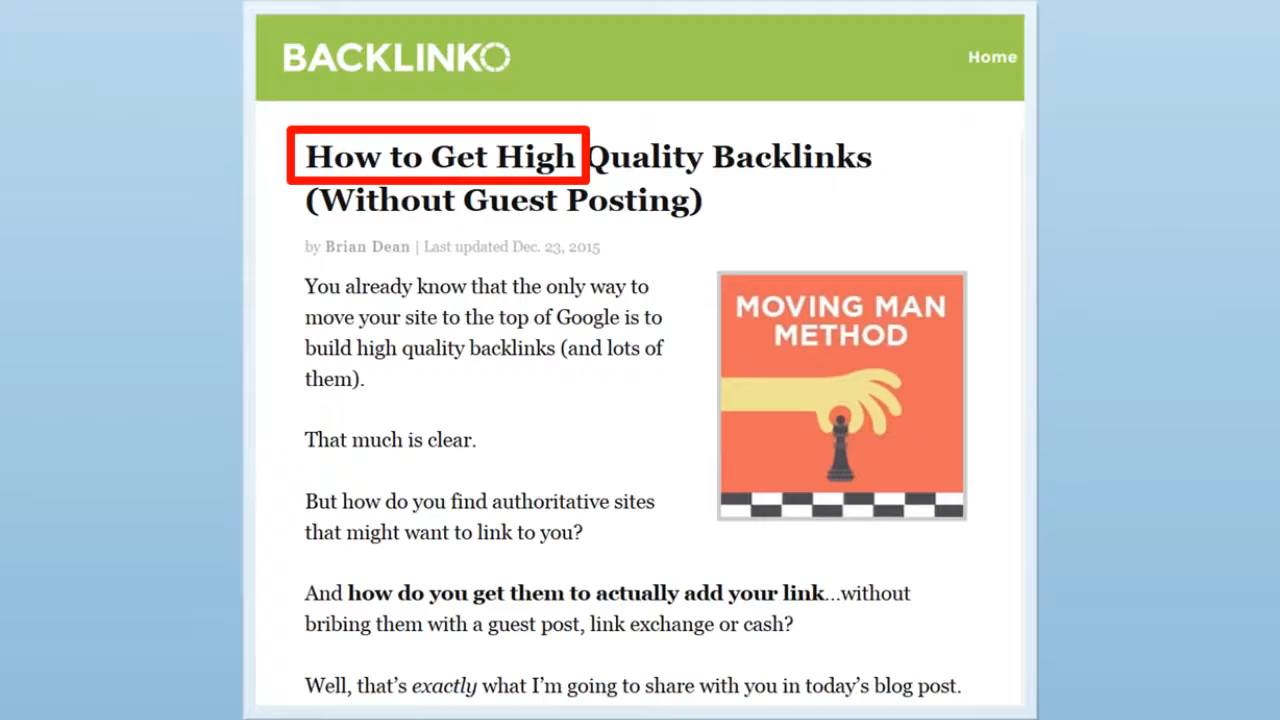 BACKLINKO
Home
How to Get High Quality Backlinks
(Without Guest Posting)
by Brian Dean | Last updated Dec. 23, 2015
You already know that the only way to
move your site to the top of Google is to
build high quality backlinks (and lots of
them).
MOVING MAN
METHOD
That much is clear.
But how do you find authoritative sites
that might want to link to you?
And how do you get them to actually add your link…without
bribing them with a guest post, link exchange or cash?
Well, that’s exactly what I’m going to share with you in today’s blog post.